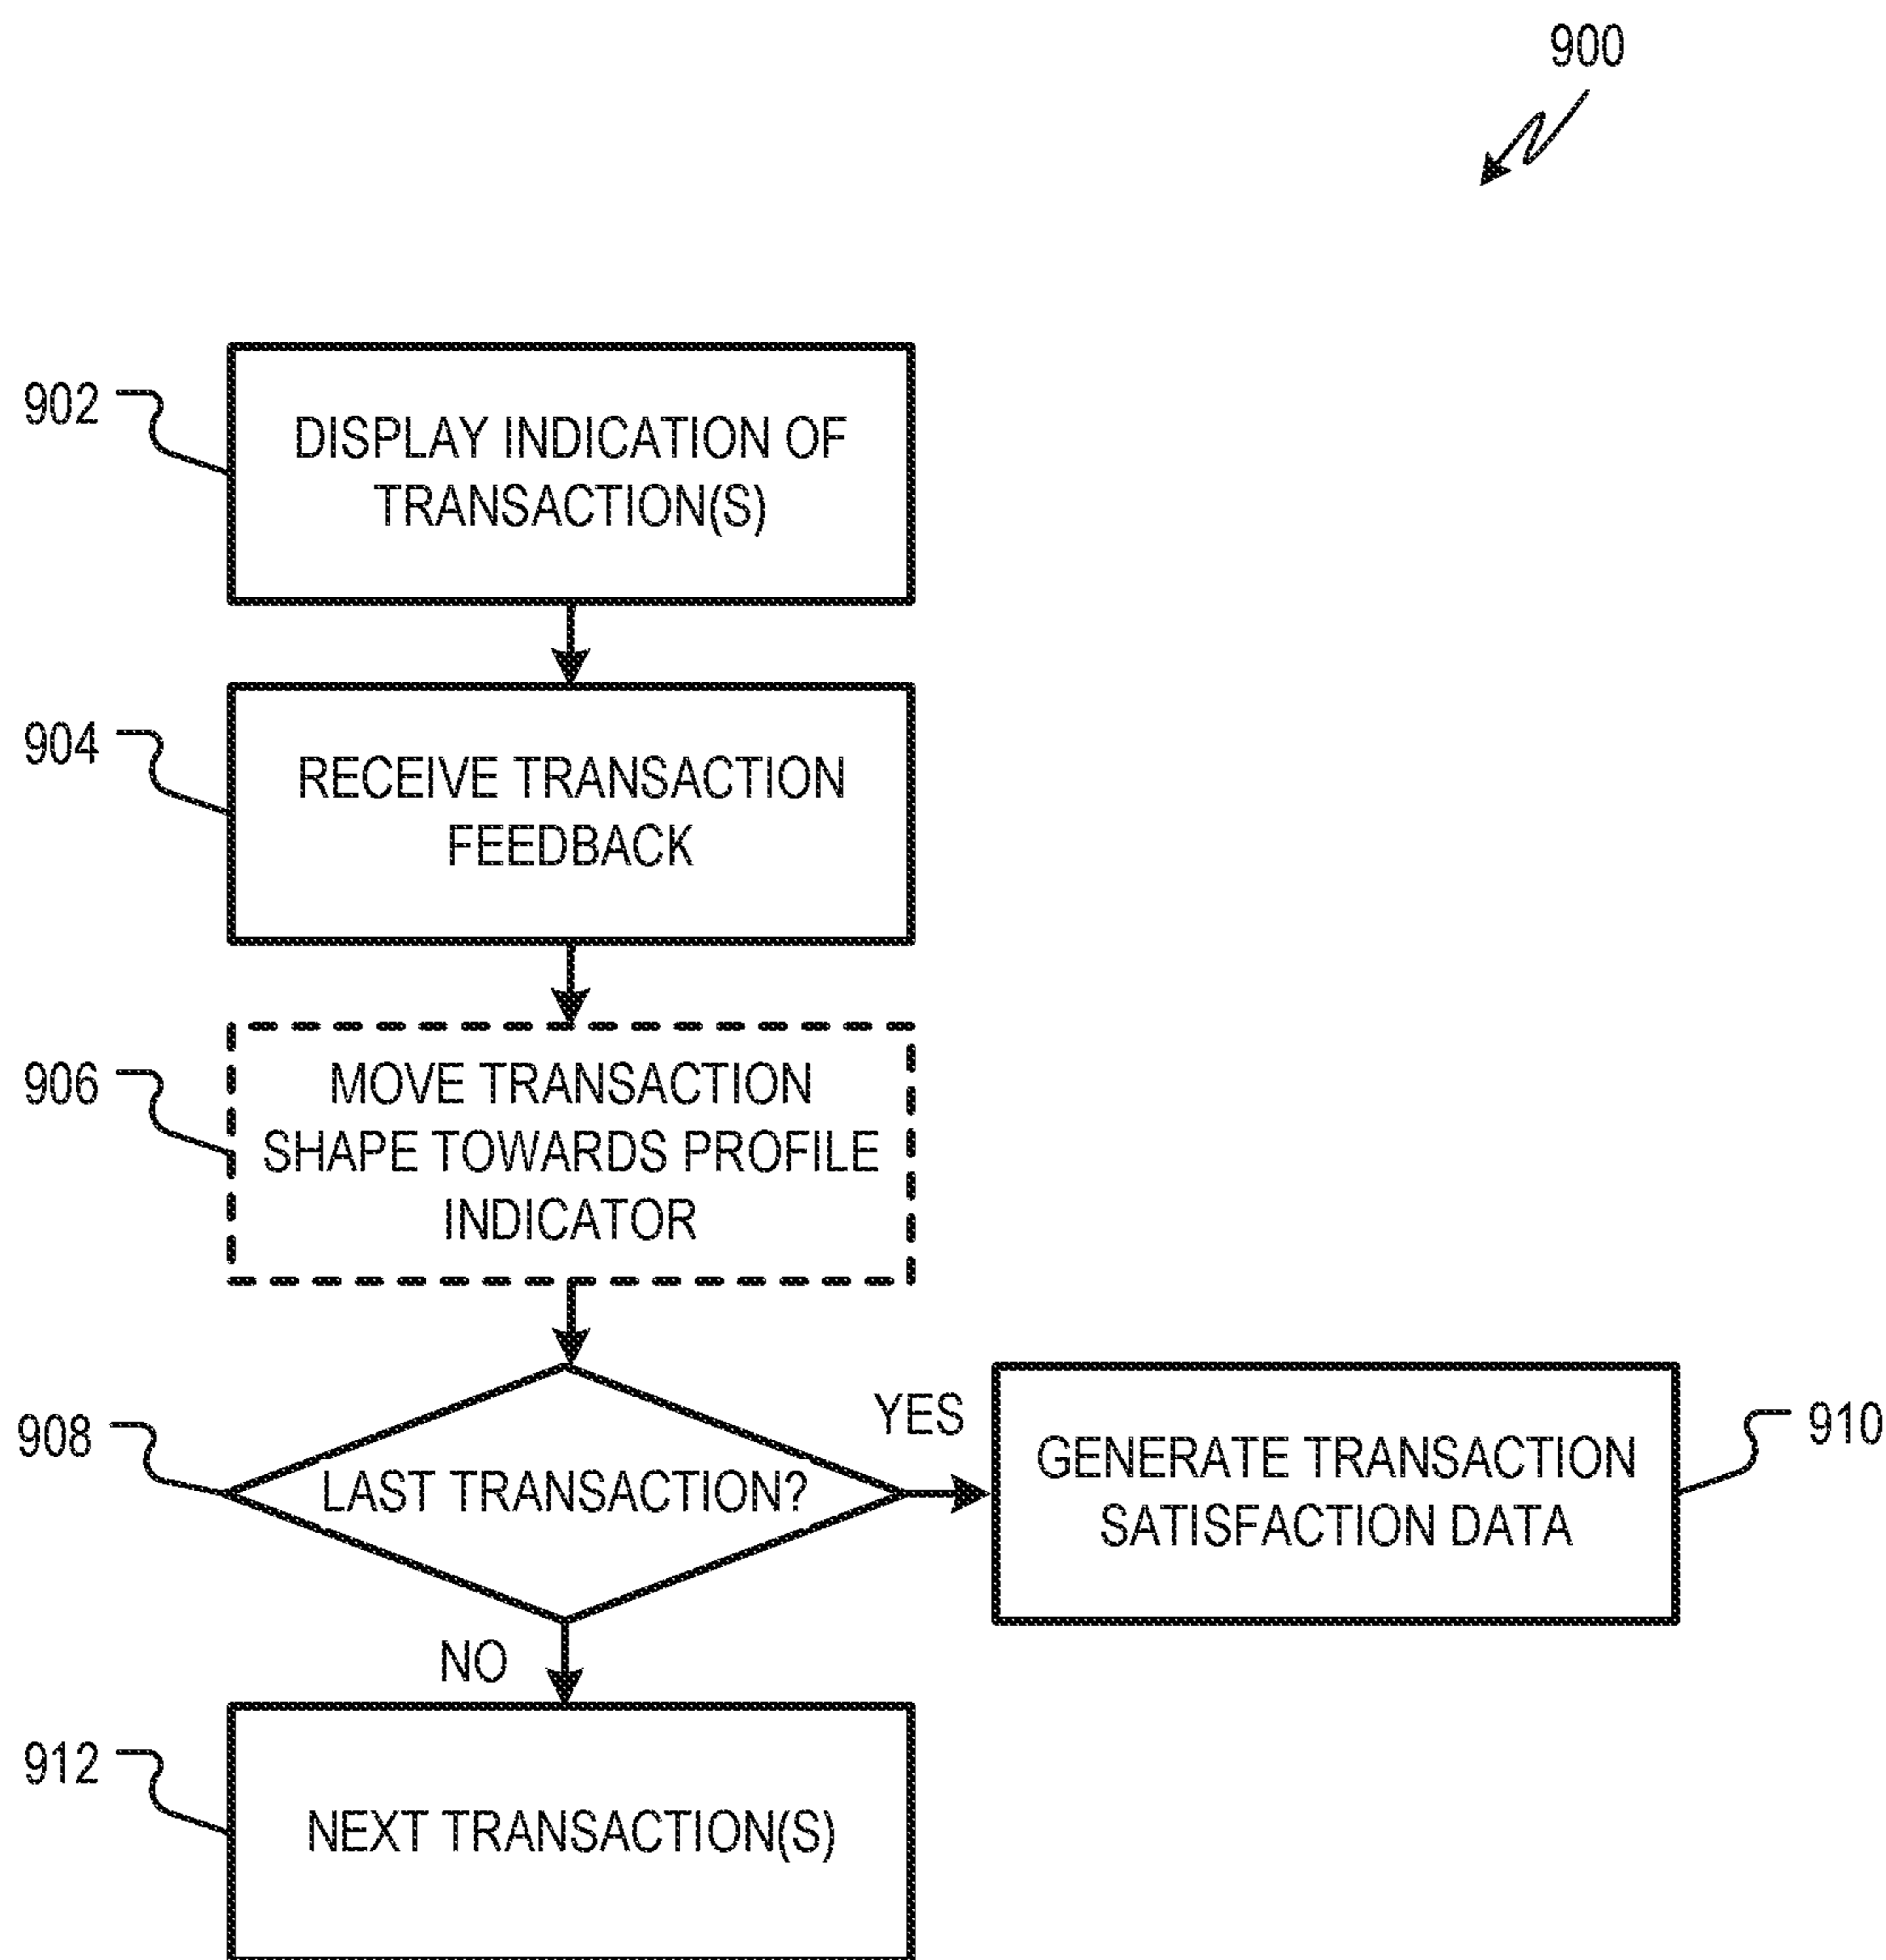 900
902
DISPLAY INDICATION OF
TRANSACTION(S)
904
RECEIVE TRANSACTION
FEEDBACK
906
MOVE TRANSACTION
SHAPE TOWARDS PROFILE
INDICATOR
908
LAST TRANSACTION?
YES
GENERATE TRANSACTION
SATISFACTION DATA
910
NO
912
NEXT TRANSACTION(S)